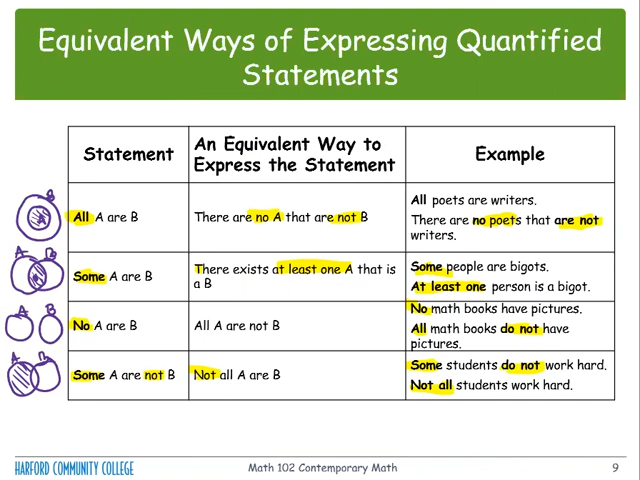 Equivalent Ways of Expressing Quantified
Statements
Statement
An Equivalent Way to
Express the Statement
Example
B
A
All A are B
There are no A that are not B
All poets are writers.
There are no poets that are not
writers.
A B
Some A are B
There exists at least one A that is
a B
Some people are bigots.
At least one person is a bigot.
A B
No A are B
All A are not B
No math books have pictures.
All math books do not have
pictures.
A B
Some A are not B
Not all A are B
Some students do not work hard.
Not all students work hard.
HARFORD COMMUNITY COLLEGE
Math 102 Contemporary Math
9